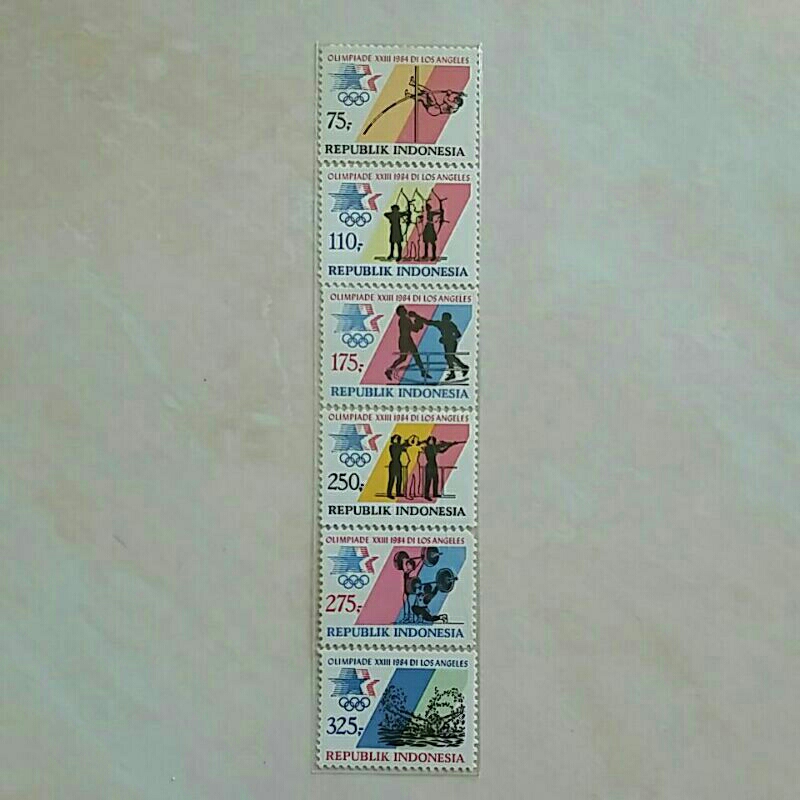 OLIMPIADE XXIII 1984 DI LOS ANGELES
75,-
REPUBLIK INDONESIA
OLIMPIADE XXIII 1984 DI LOS ANGELES
110,-
REPUBLIK INDONESIA
OLIMPIADE XXIII 1984 DI LOS ANGELES
175,-
REPUBLIK INDONESIA
OLIMPIADE XXIII 1984 DI LOS ANGELES
250,-
REPUBLIK INDONESIA
OLIMPIADE XXIII 1984 DI LOS ANGELES
275,-
REPUBLIK INDONESIA
OLIMPIADE XXIII 1984 DI LOS ANGELES
325,-
REPUBLIK INDONESIA